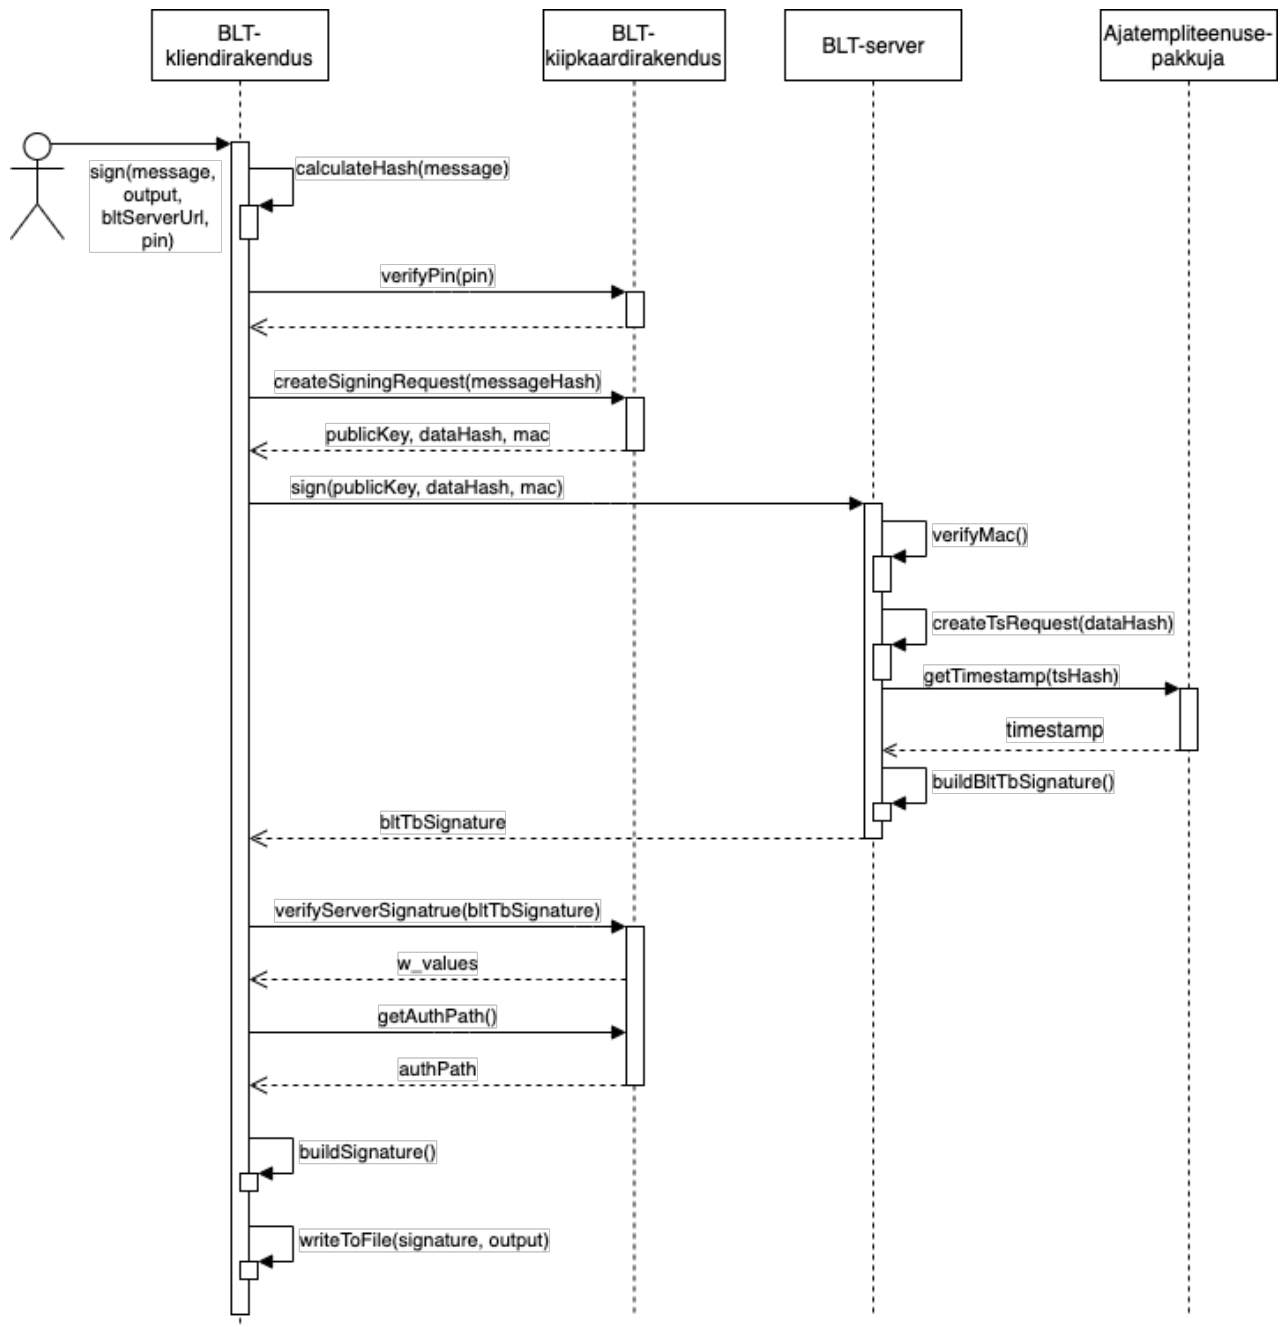 BLT-
kliendirakendus
BLT-
kiipkaardirakendus
BLT-server
Ajatempliteenuse-
pakkuja
sign(message,
output,
bltServerUrl,
pin)
calculateHash(message)
verifyPin(pin)
createSigningRequest(messageHash)
publicKey, dataHash, mac
sign(publicKey, dataHash, mac)
verifyMac()
createTsRequest(dataHash)
getTimestamp(tsHash)
timestamp
buildBltTbSignature()
bltTbSignature
verifyServerSignatrue(bltTbSignature)
w_values
getAuthPath()
authPath
buildSignature()
writeToFile(signature, output)